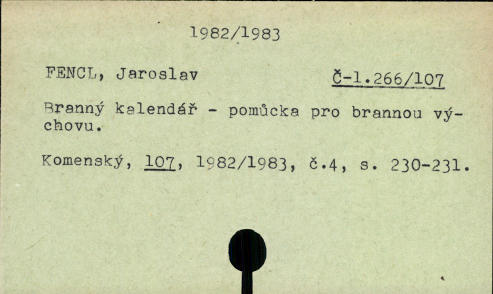 1982/1983
FENCL, Jaroslav Č-1.266/107
Branný kalendář - pomůcka pro brannou vý-
chovu.
Komenský, 107, 1982/1983, č.4, s. 230-231.